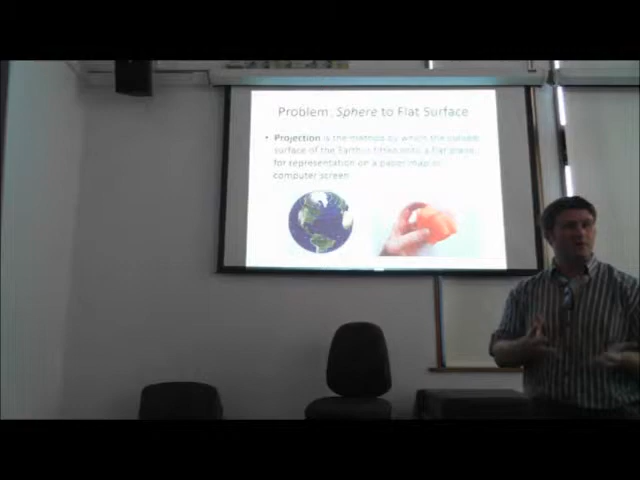 Problem: Sphere to Flat Surface
• Projection is the method by which the curved
surface of the Earth is fitted onto a flat plane
for representation on a paper map or
computer screen